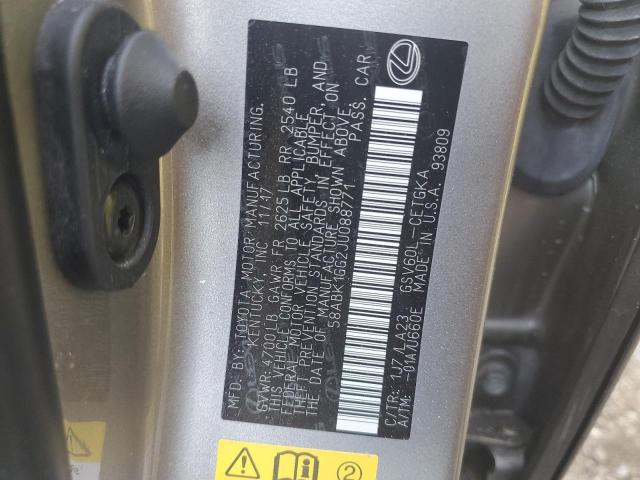 MFD. BY: TOYOTA MOTOR MANUFACTURING.
KENTUCKY, INC 11/17
GVWR: 4700LB GAWR FR 2625LB RR 2540 LB
THIS VEHICLE CONFORMS TO ALL APPLICABLE
FEDERAL MOTOR VEHICLE SAFETY, BUMPER, AND
THEFT PREVENTION STANDARDS IN EFFECT ON
THE DATE OF MANUFACTURE SHOWN ABOVE.
58ABK1GG2JU088771 PASS. CAR
C/TR: 1J7/LA23 GSV60L-CETGKA
A/TM: -01A/U660E MADE IN U.S.A. 93809
2